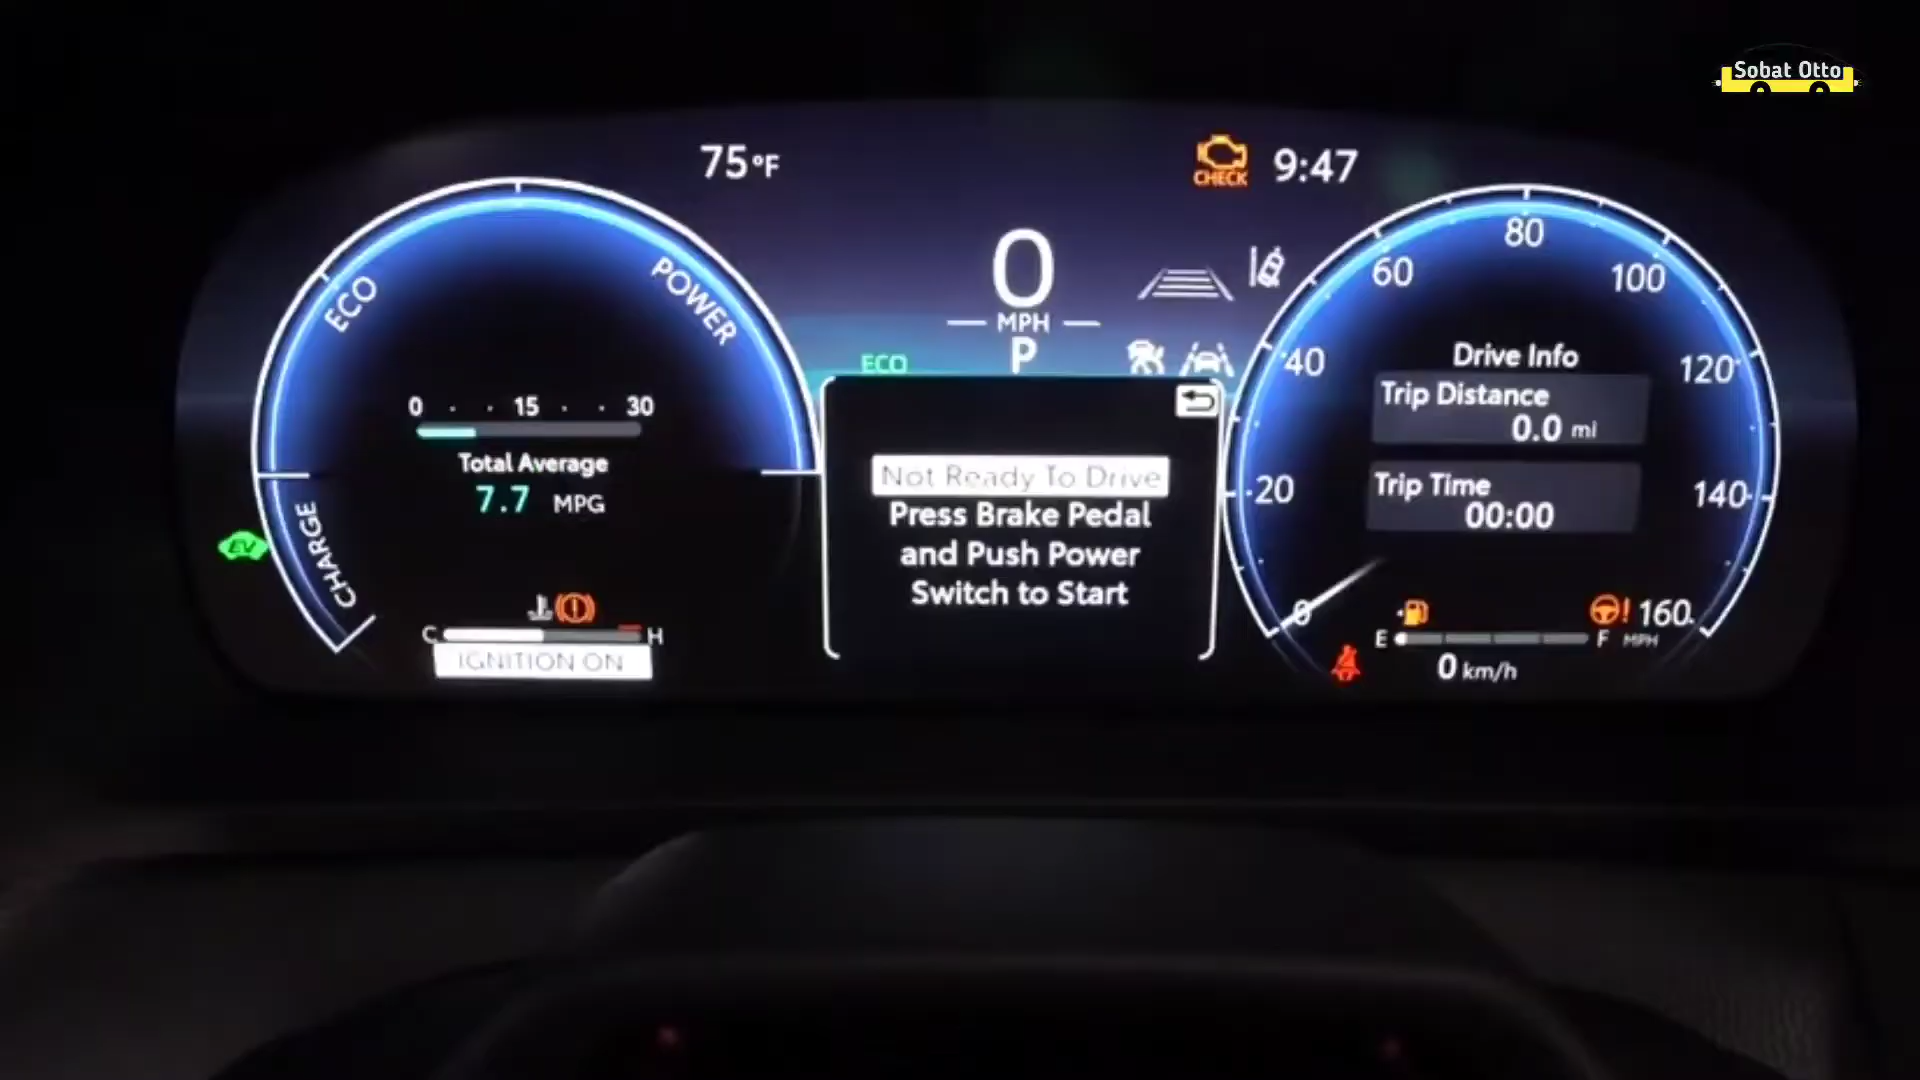 Sobat Otto
75°F
CHECK 9:47
0
MPH
P
ECO
ECO
POWER
CHARGE
0 15 30
Total Average
7.7 MPG
EV
C H
IGNITION ON
Not Ready To Drive
Press Brake Pedal
and Push Power
Switch to Start
0 20 40 60 80 100 120 140 160
MPH
Drive Info
Trip Distance
0.0 mi
Trip Time
00:00
E F
0 km/h